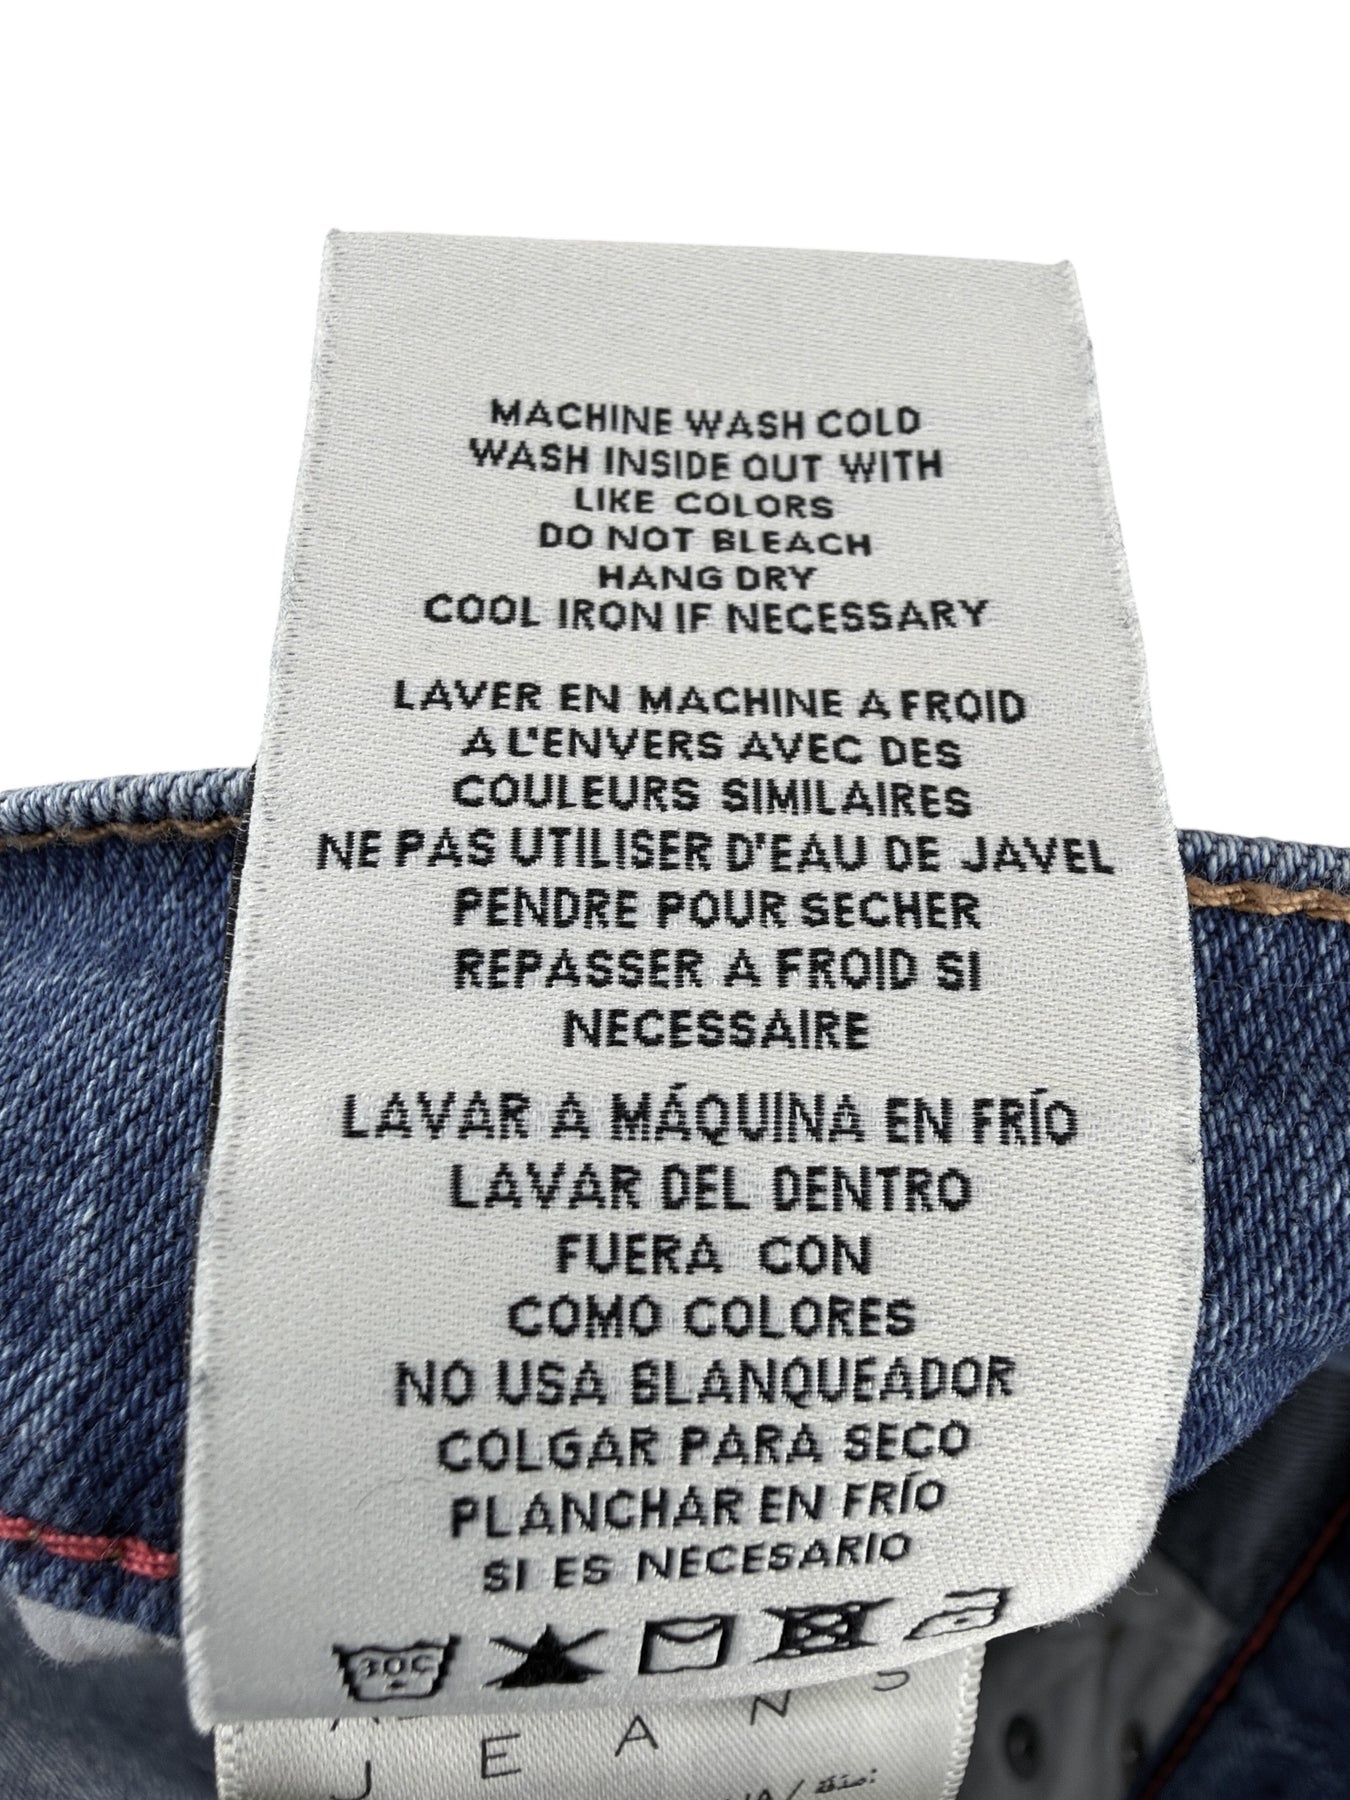 MACHINE WASH COLD
WASH INSIDE OUT WITH
LIKE COLORS
DO NOT BLEACH
HANG DRY
COOL IRON IF NECESSARY
LAVER EN MACHINE A FROID
A L'ENVERS AVEC DES
COULEURS SIMILAIRES
NE PAS UTILISER D'EAU DE JAVEL
PENDRE POUR SECHER
REPASSER A FROID SI
NECESSAIRE
LAVAR A MÁQUINA EN FRÍO
LAVAR DEL DENTRO
FUERA CON
COMO COLORES
NO USA BLANQUEADOR
COLGAR PARA SECO
PLANCHAR EN FRÍO
SI ES NECESARIO
30C
JEANS